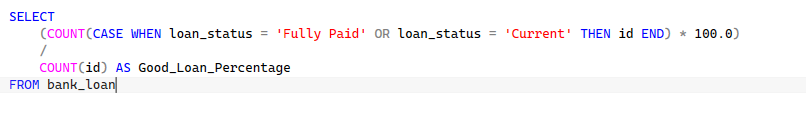 SELECT
    (COUNT(CASE WHEN loan_status = 'Fully Paid' OR loan_status = 'Current' THEN id END) * 100.0)
    /
    COUNT(id) AS Good_Loan_Percentage
FROM bank_loan